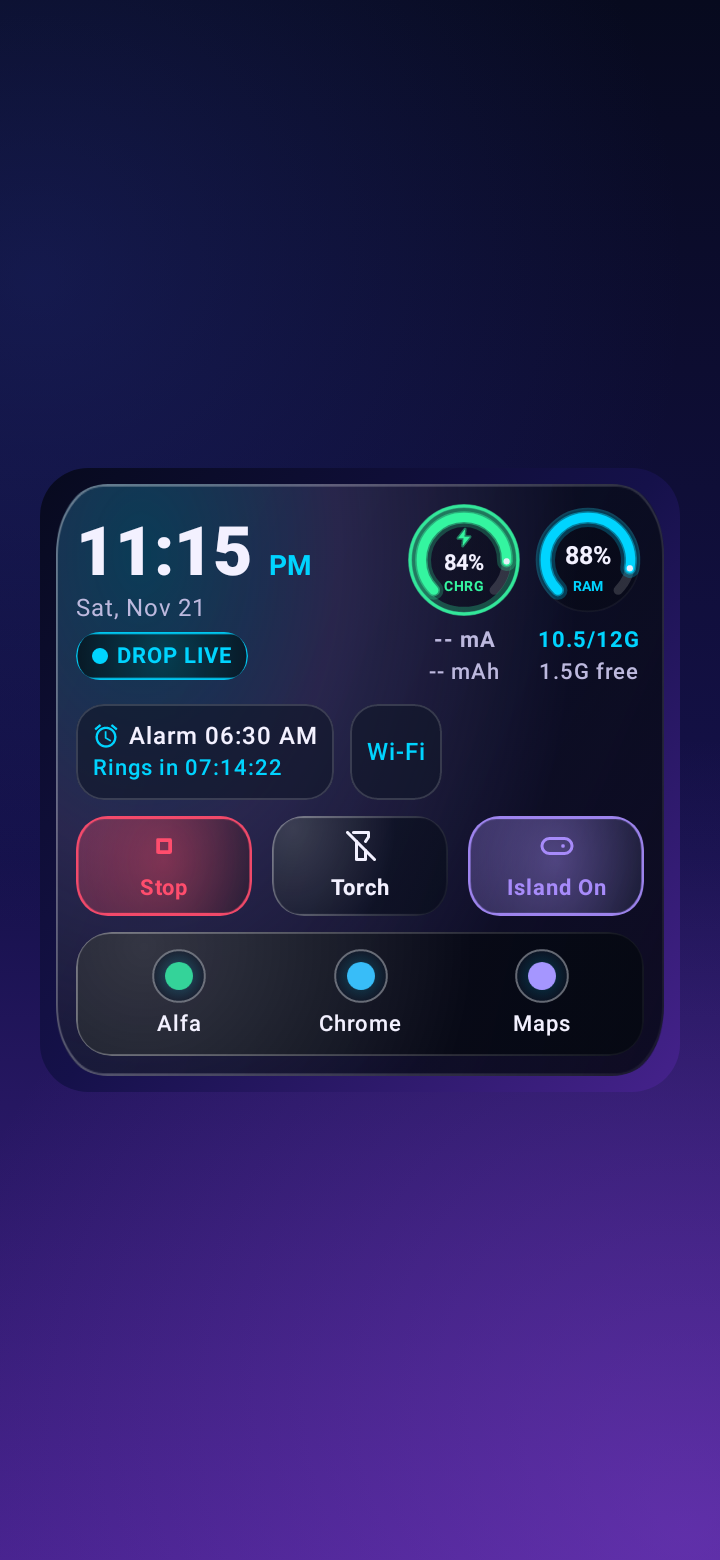 11:15 PM
Sat, Nov 21
DROP LIVE
84%
CHRG
88%
RAM
-- mA
-- mAh
10.5/12G
1.5G free
Alarm 06:30 AM
Rings in 07:14:22
Wi-Fi
Stop
Torch
Island On
Alfa
Chrome
Maps